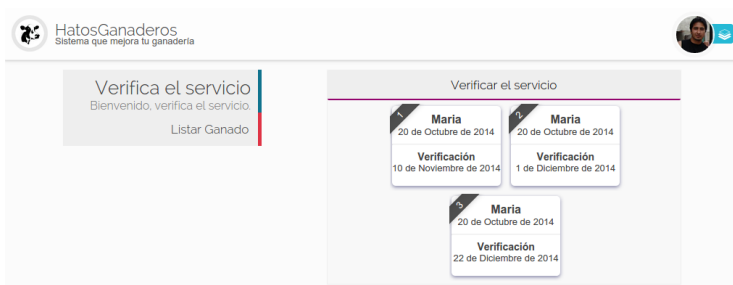 HatosGanaderos
Sistema que mejora tu ganadería
Verifica el servicio
Bienvenido, verifica el servicio.
Listar Ganado
Verificar el servicio
1
Maria
20 de Octubre de 2014
Verificación
10 de Noviembre de 2014
2
Maria
20 de Octubre de 2014
Verificación
1 de Diciembre de 2014
3
Maria
20 de Octubre de 2014
Verificación
22 de Diciembre de 2014